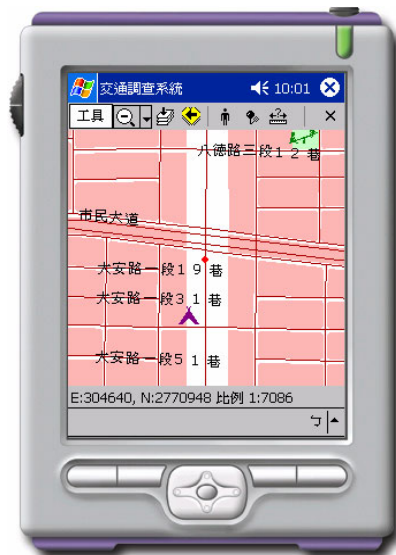 交通調查系統 10:01
工具
八德路三段12巷
市民大道
大安路一段19巷
大安路一段31巷
大安路一段51巷
E:304640, N:2770948 比例 1:7086
ㄅ